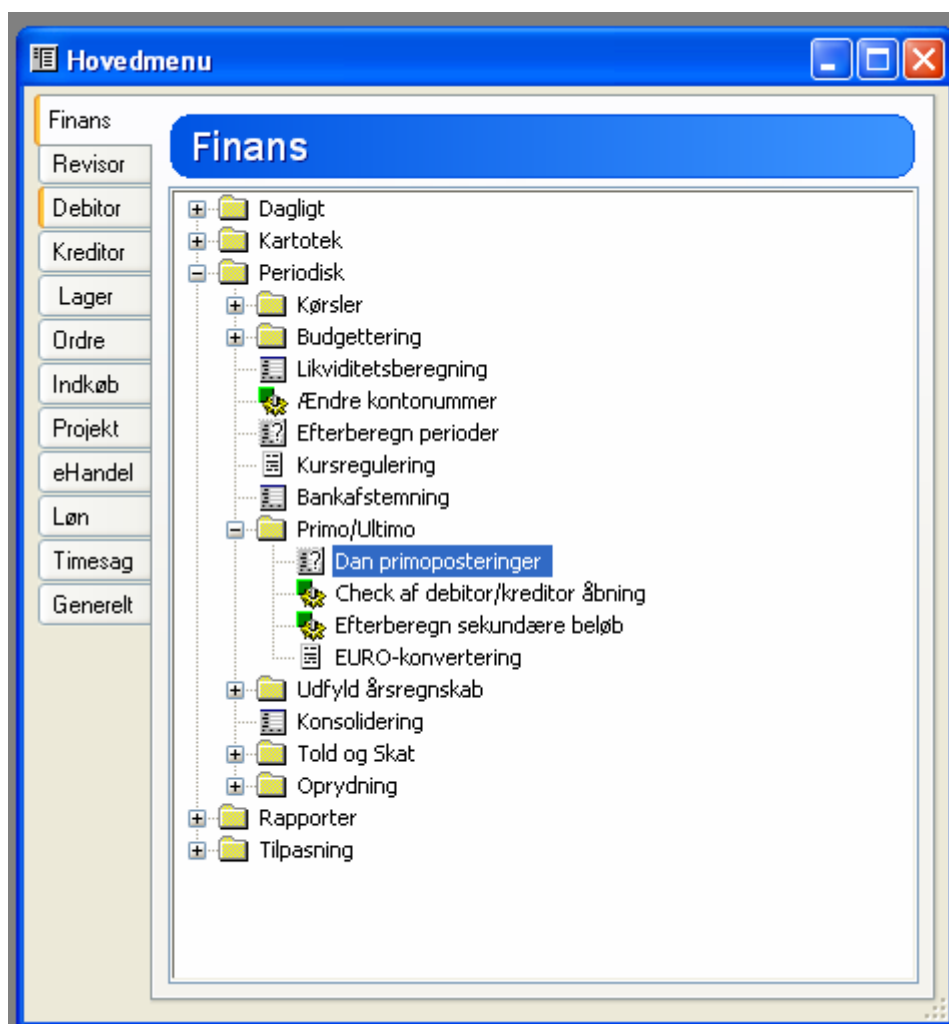 Hovedmenu
Finans
Revisor
Debitor
Kreditor
Lager
Ordre
Indkøb
Projekt
eHandel
Løn
Timesag
Generelt
Finans
Dagligt
Kartotek
Periodisk
Kørsler
Budgettering
Likviditetsberegning
Ændre kontonummer
Efterberegn perioder
Kursregulering
Bankafstemning
Primo/Ultimo
Dan primoposteringer
Check af debitor/kreditor åbning
Efterberegn sekundære beløb
EURO-konvertering
Udfyld årsregnskab
Konsolidering
Told og Skat
Oprydning
Rapporter
Tilpasning